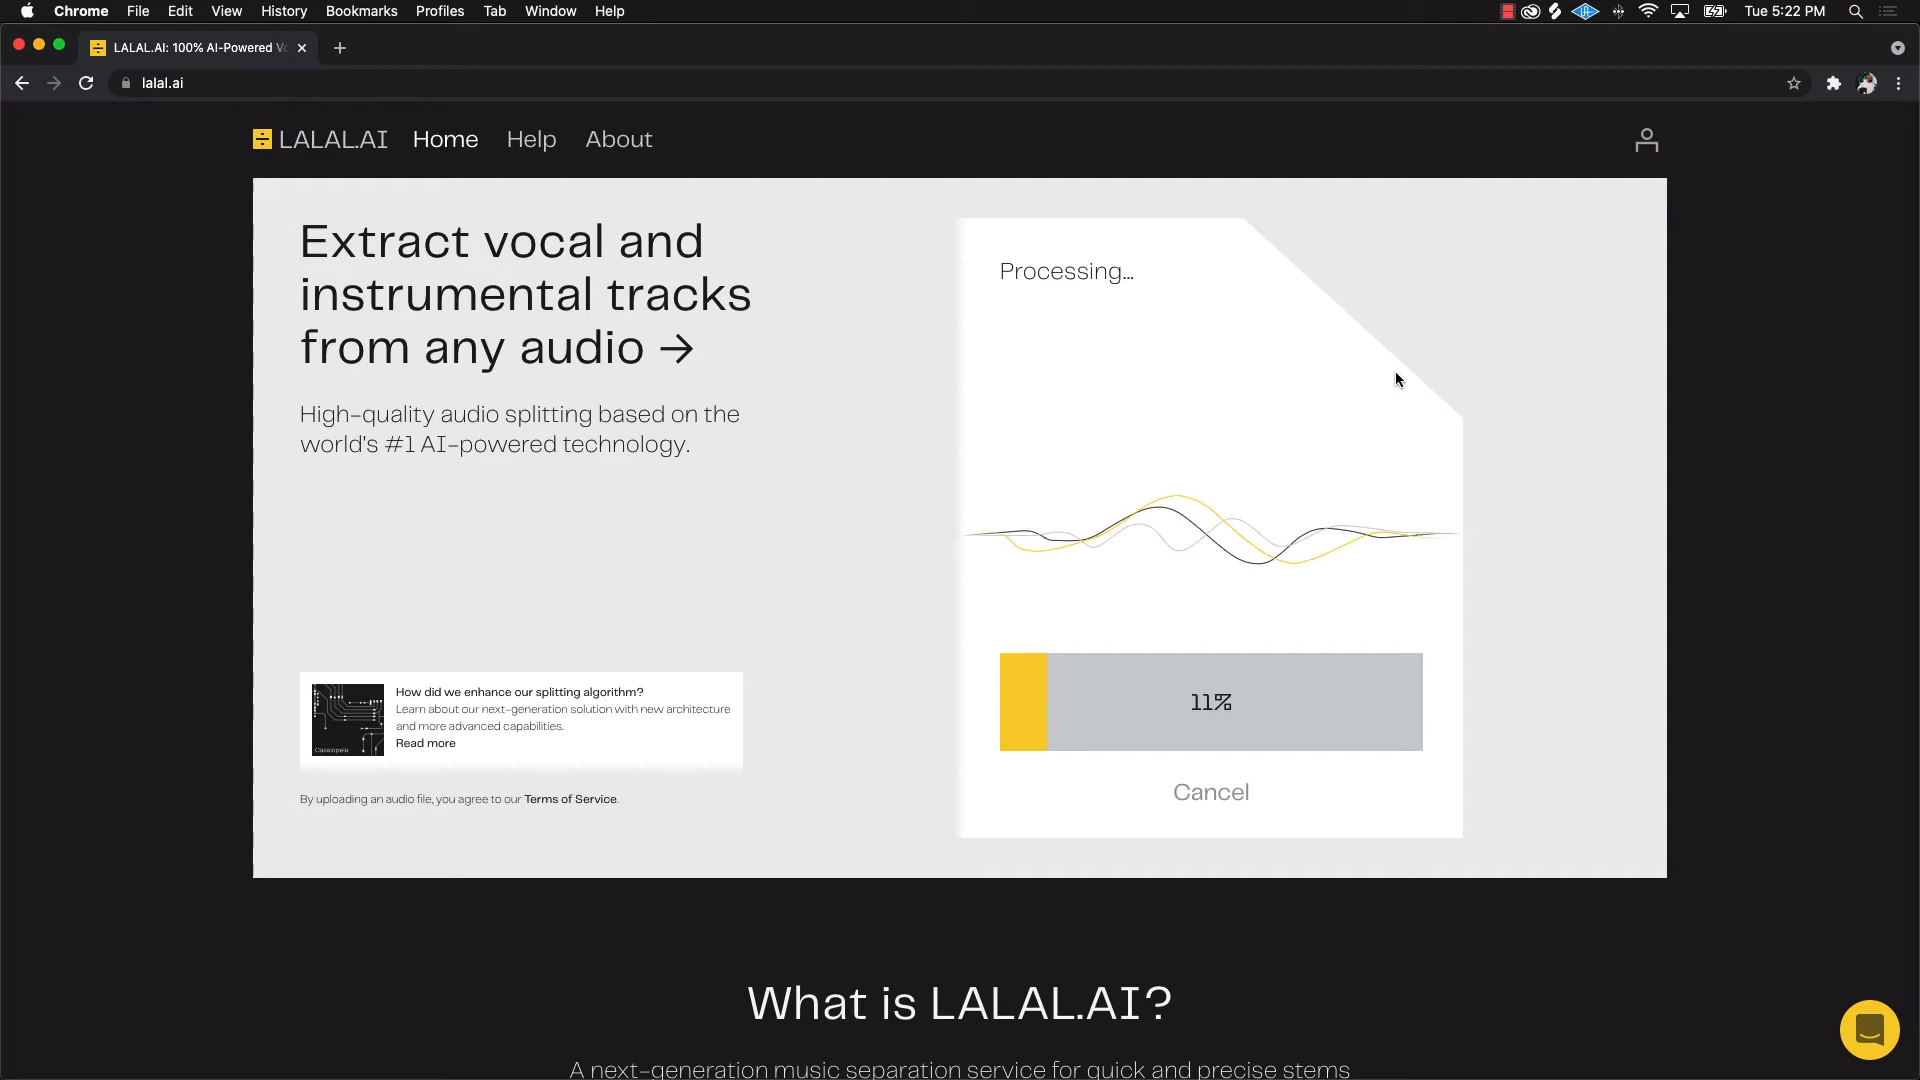 Chrome File Edit View History Bookmarks Profiles Tab Window Help Tue 5:22 PM
LALAL.AI: 100% AI-Powered Vo
lalal.ai
LALAL.AI Home Help About
Extract vocal and
instrumental tracks
from any audio →
High-quality audio splitting based on the
world's #1 AI-powered technology.
Cassiopeia
How did we enhance our splitting algorithm?
Learn about our next-generation solution with new architecture
and more advanced capabilities.
Read more
By uploading an audio file, you agree to our Terms of Service.
Processing...
11%
Cancel
What is LALAL.AI?
A next-generation music separation service for quick and precise stems